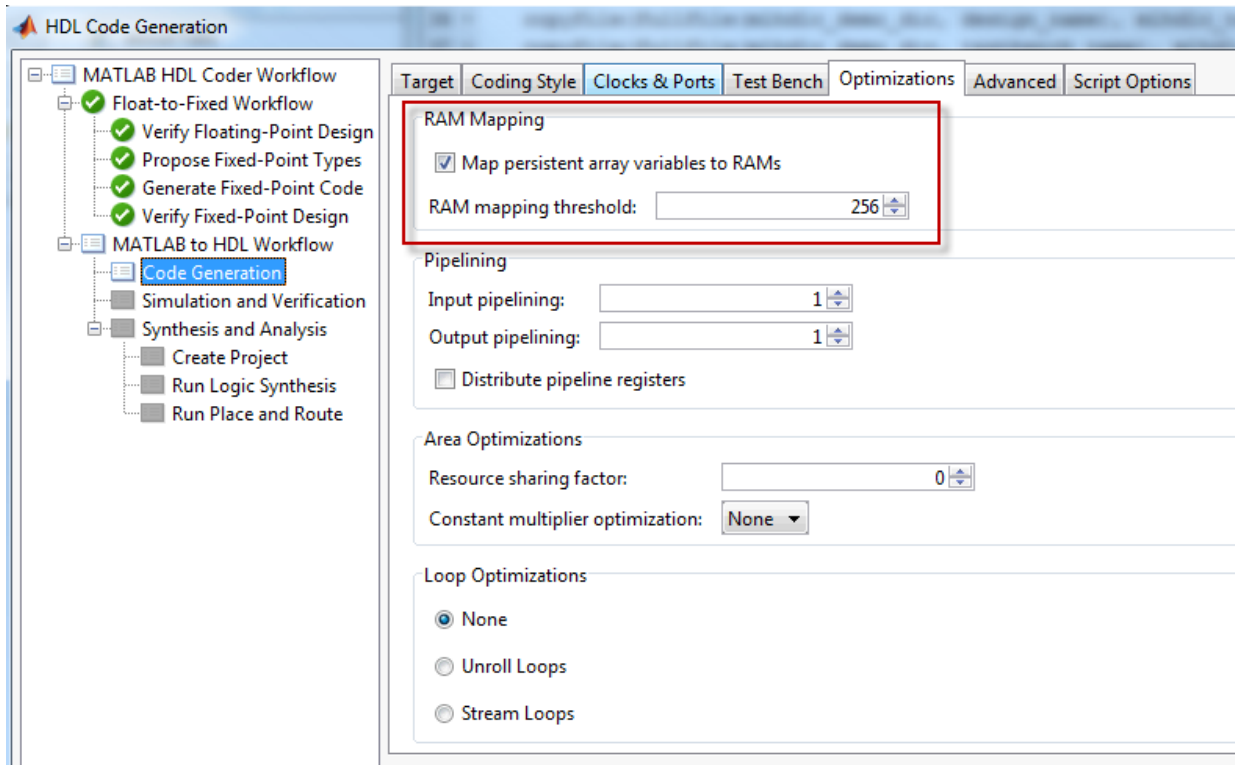 HDL Code Generation
MATLAB HDL Coder Workflow
Float-to-Fixed Workflow
Verify Floating-Point Design
Propose Fixed-Point Types
Generate Fixed-Point Code
Verify Fixed-Point Design
MATLAB to HDL Workflow
Code Generation
Simulation and Verification
Synthesis and Analysis
Create Project
Run Logic Synthesis
Run Place and Route
Target Coding Style Clocks & Ports Test Bench Optimizations Advanced Script Options
RAM Mapping
Map persistent array variables to RAMs
RAM mapping threshold: 256
Pipelining
Input pipelining: 1
Output pipelining: 1
Distribute pipeline registers
Area Optimizations
Resource sharing factor: 0
Constant multiplier optimization: None
Loop Optimizations
None
Unroll Loops
Stream Loops